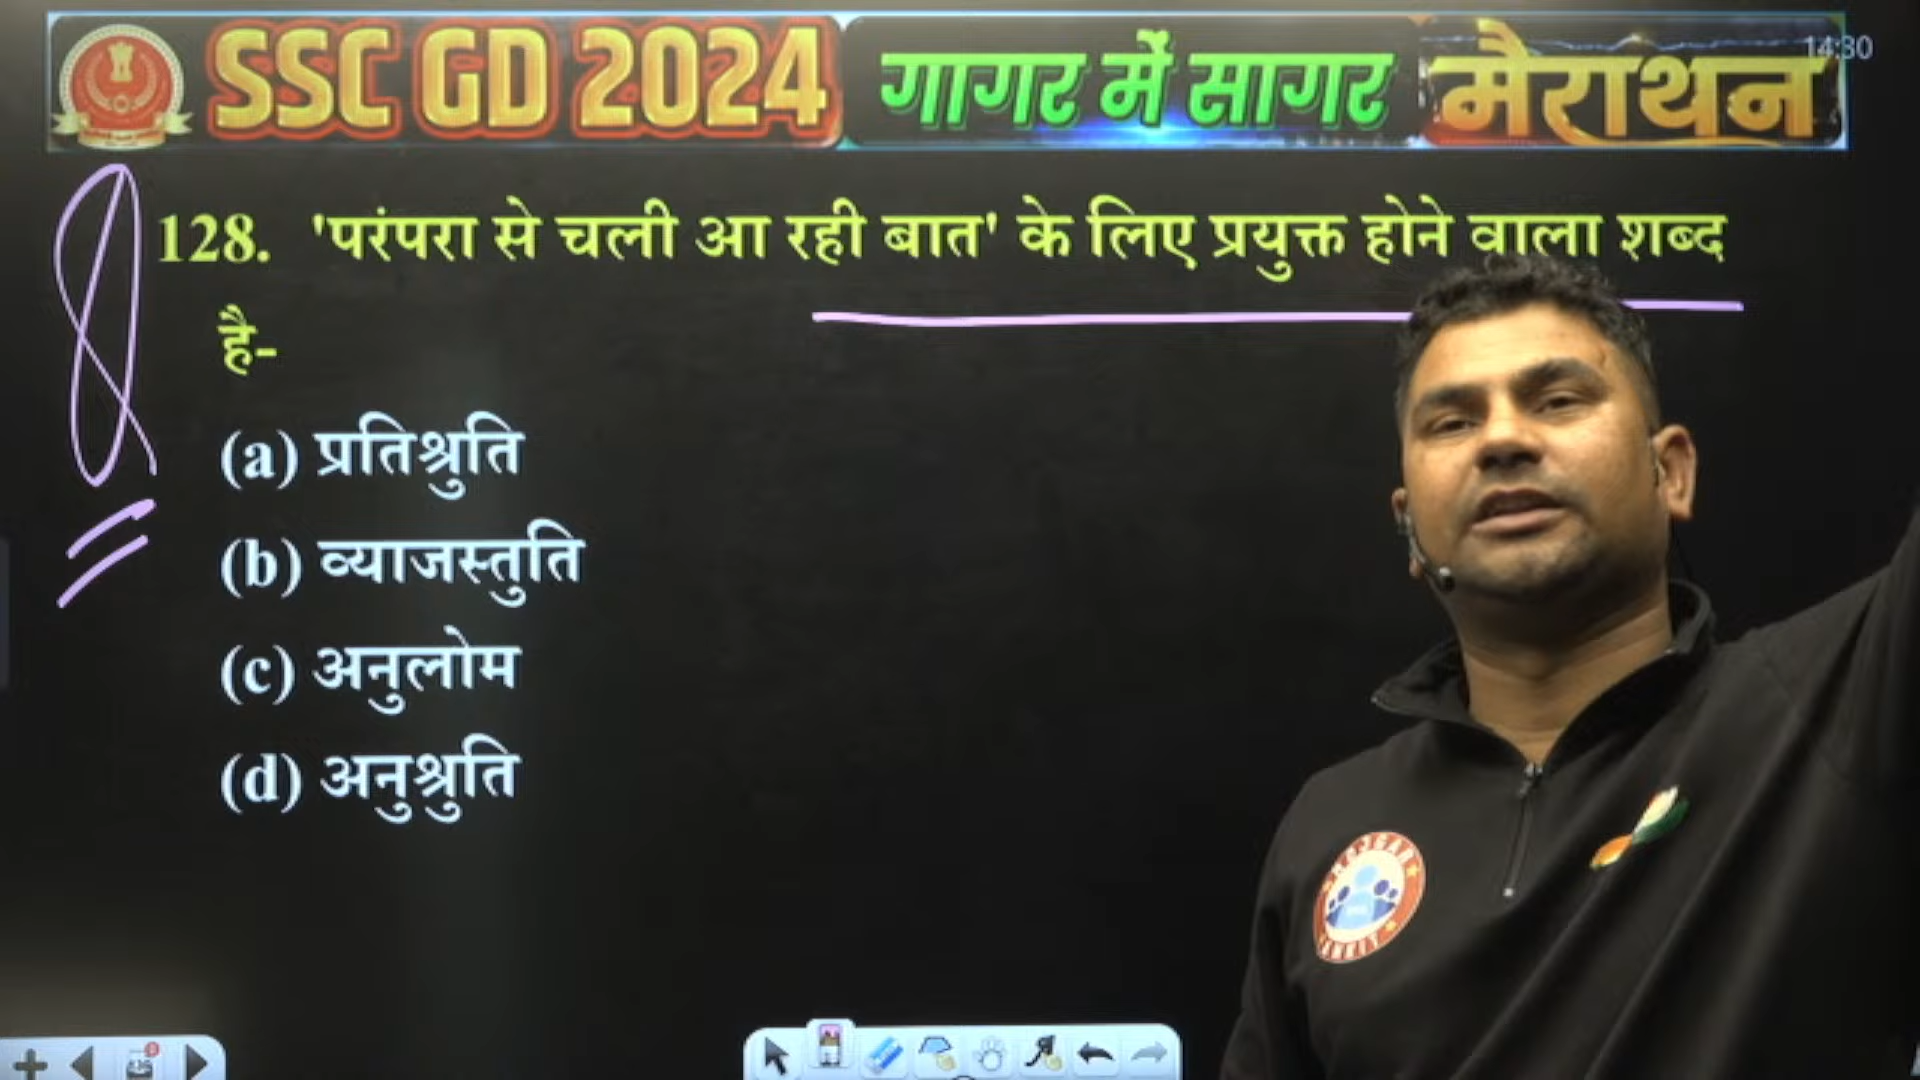 SSC GD 2024 गागर में सागर मैराथन
14:30
128. 'परंपरा से चली आ रही बात' के लिए प्रयुक्त होने वाला शब्द
है-
(a) प्रतिश्रुति
(b) व्याजस्तुति
(c) अनुलोम
(d) अनुश्रुति